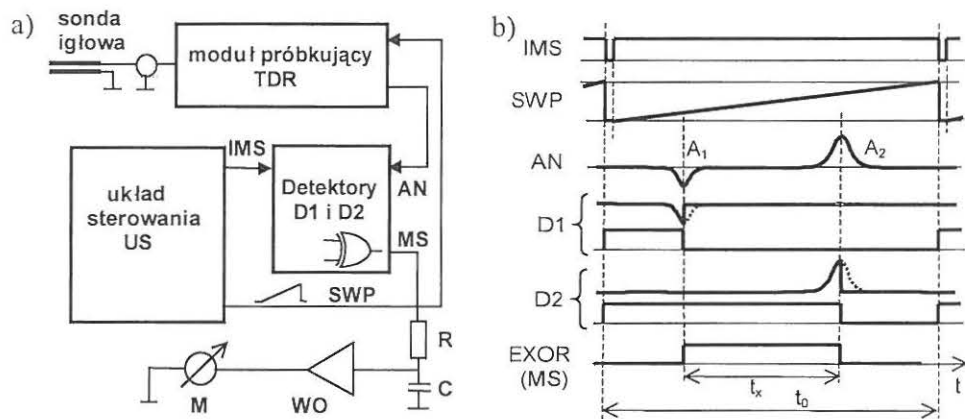 a)
sonda
igłowa
moduł próbkujący
TDR
IMS
AN
układ
sterowania
US
Detektory
D1 i D2
MS
SWP
R
C
M
WO
b)
IMS
SWP
AN
A1
A2
D1
D2
EXOR
(MS)
tx
t0
t